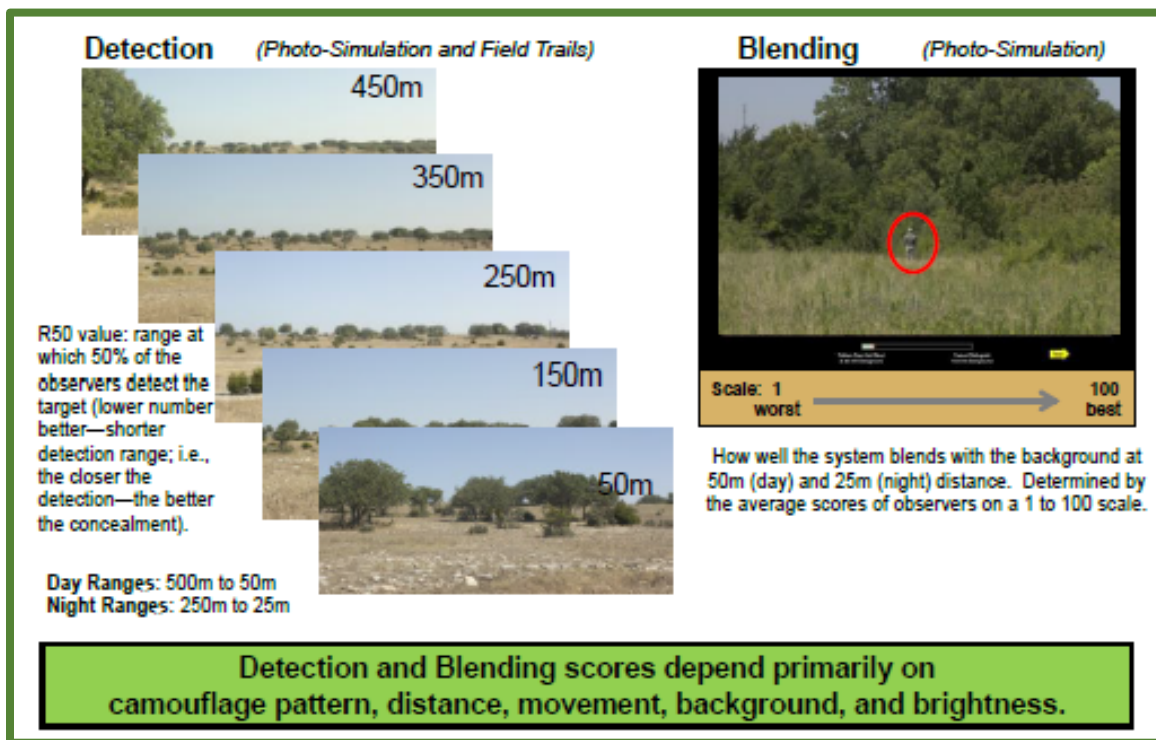 Detection (Photo-Simulation and Field Trails)
450m
350m
250m
150m
50m
R50 value: range at
which 50% of the
observers detect the
target (lower number
better—shorter
detection range; i.e.,
the closer the
detection—the better
the concealment).
Day Ranges: 500m to 50m
Night Ranges: 250m to 25m
Blending (Photo-Simulation)
Scale: 1
worst
100
best
How well the system blends with the background at
50m (day) and 25m (night) distance. Determined by
the average scores of observers on a 1 to 100 scale.
Detection and Blending scores depend primarily on
camouflage pattern, distance, movement, background, and brightness.